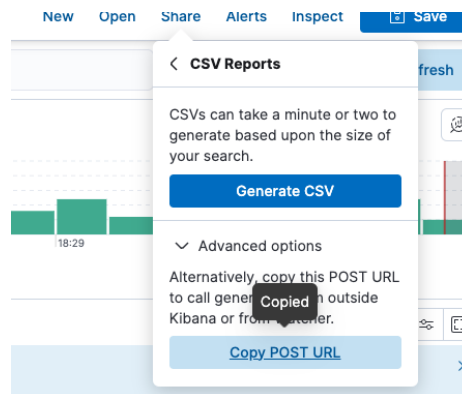 New Open Share Alerts Inspect Save
CSV Reports
fresh
CSVs can take a minute or two to
generate based upon the size of
your search.
Generate CSV
18:29
Advanced options
Alternatively, copy this POST URL
to call gener Copied m outside
Kibana or from tcher.
Copy POST URL